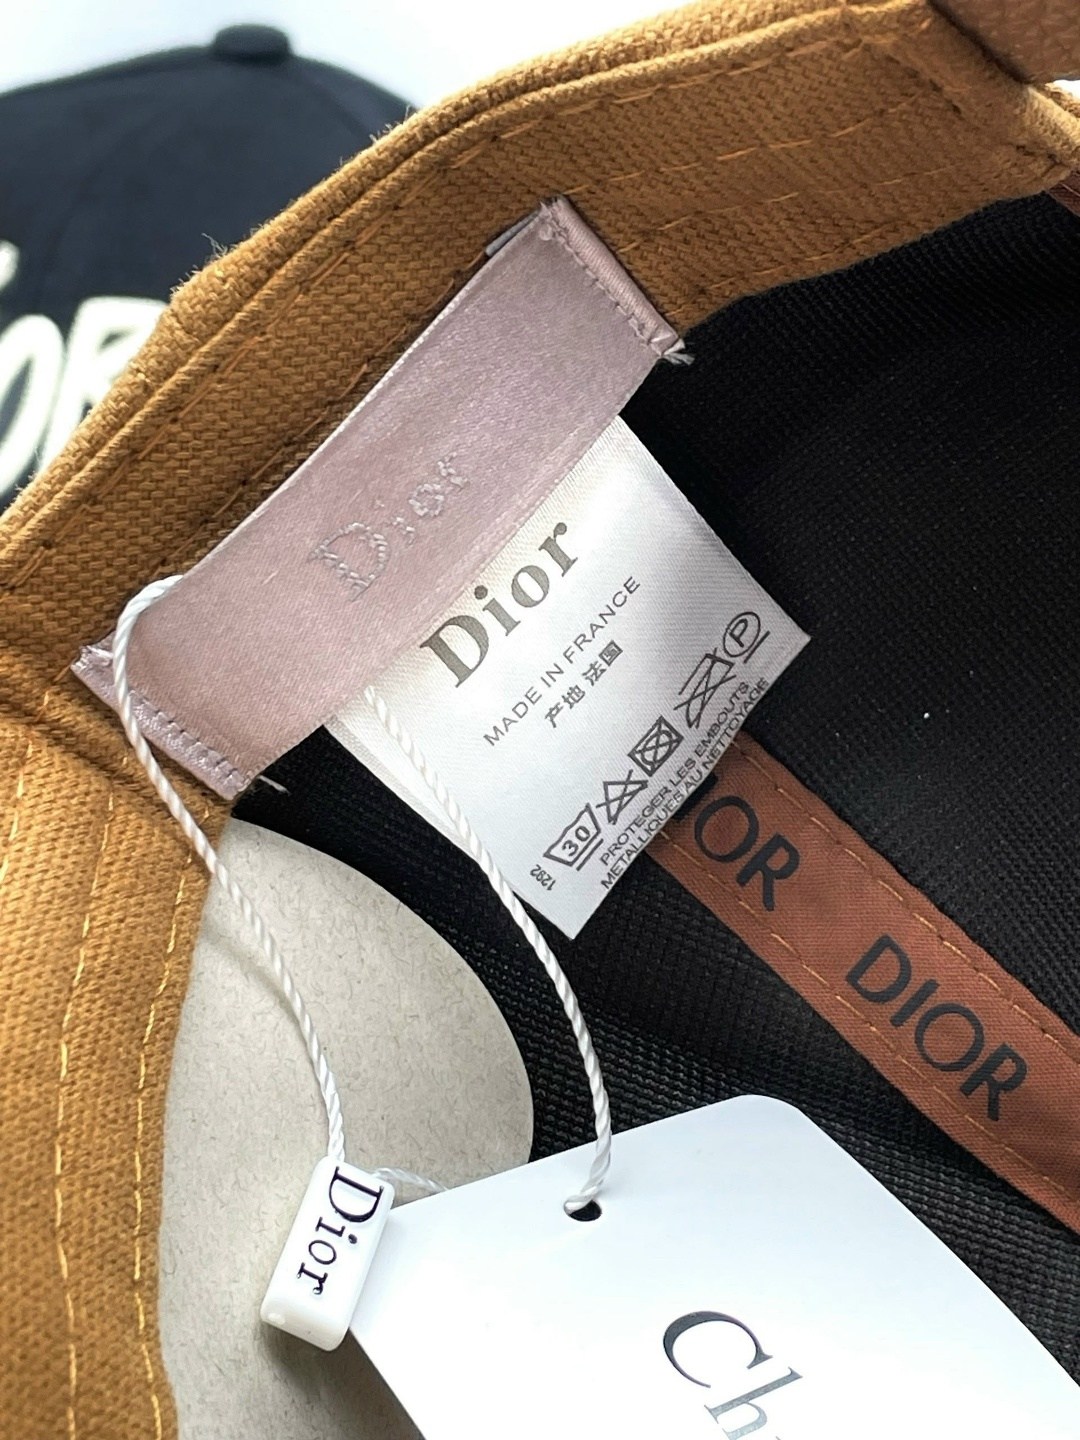 Dior
Dior
MADE IN FRANCE
产地 法国
30
P
PROTEGER LES EMBOUTS
METALLIQUES AU NETTOYAGE
1292
DIOR
DIOR
Dior
Ch
OR